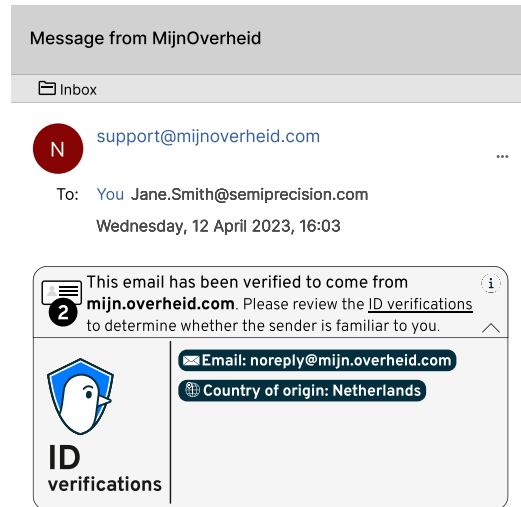 Message from MijnOverheid
Inbox
N
support@mijnoverheid.com
...
To: You Jane.Smith@semiprecision.com
Wednesday, 12 April 2023, 16:03
This email has been verified to come from
mijn.overheid.com. Please review the ID verifications
to determine whether the sender is familiar to you.
i
2
Email: noreply@mijn.overheid.com
Country of origin: Netherlands
ID
verifications